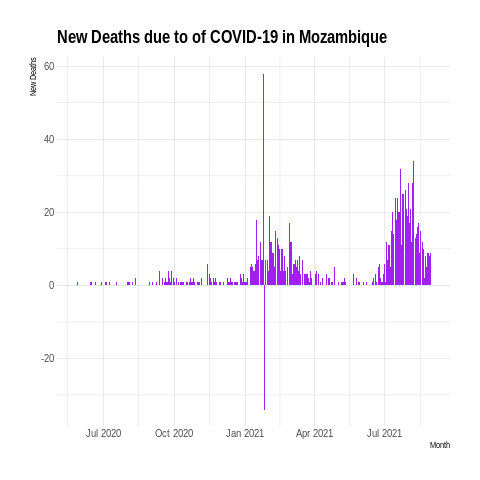 New Deaths due to of COVID-19 in Mozambique
New Deaths
60
40
20
0
-20
Jul 2020 Oct 2020 Jan 2021 Apr 2021 Jul 2021
Month